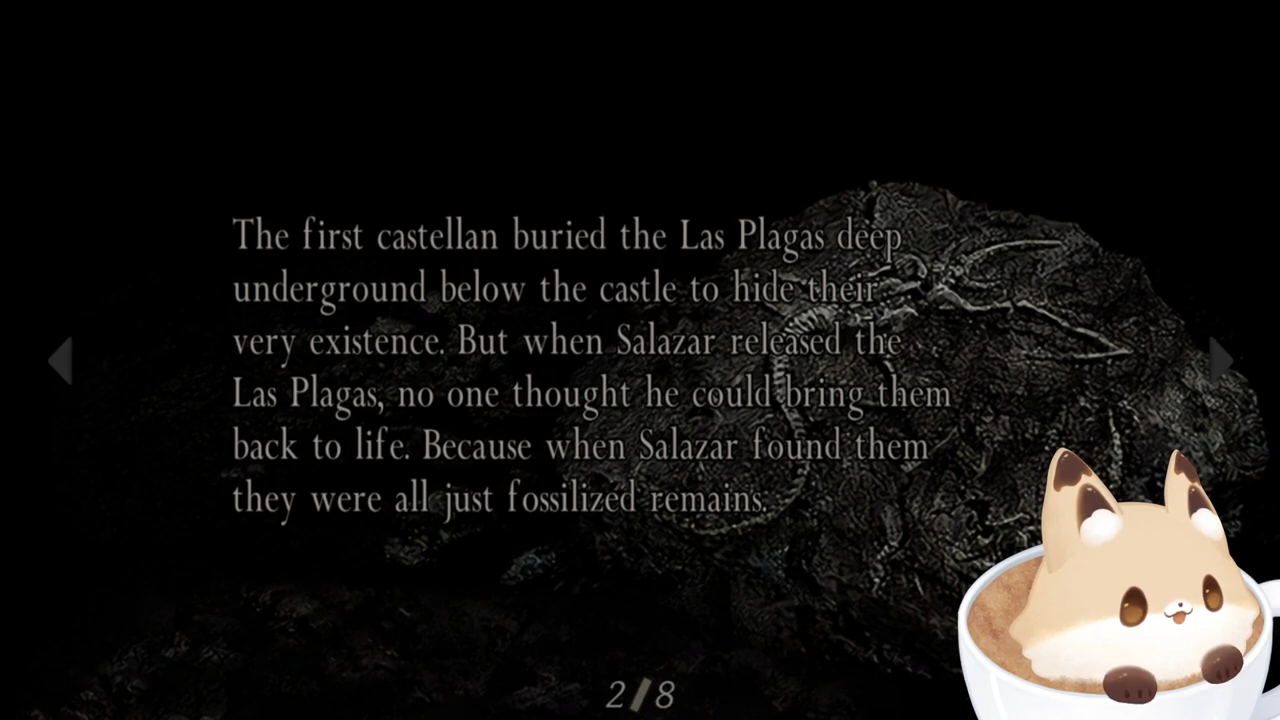 The first castellan buried the Las Plagas deep
underground below the castle to hide their
very existence. But when Salazar released the
Las Plagas, no one thought he could bring them
back to life. Because when Salazar found them
they were all just fossilized remains.
2/8